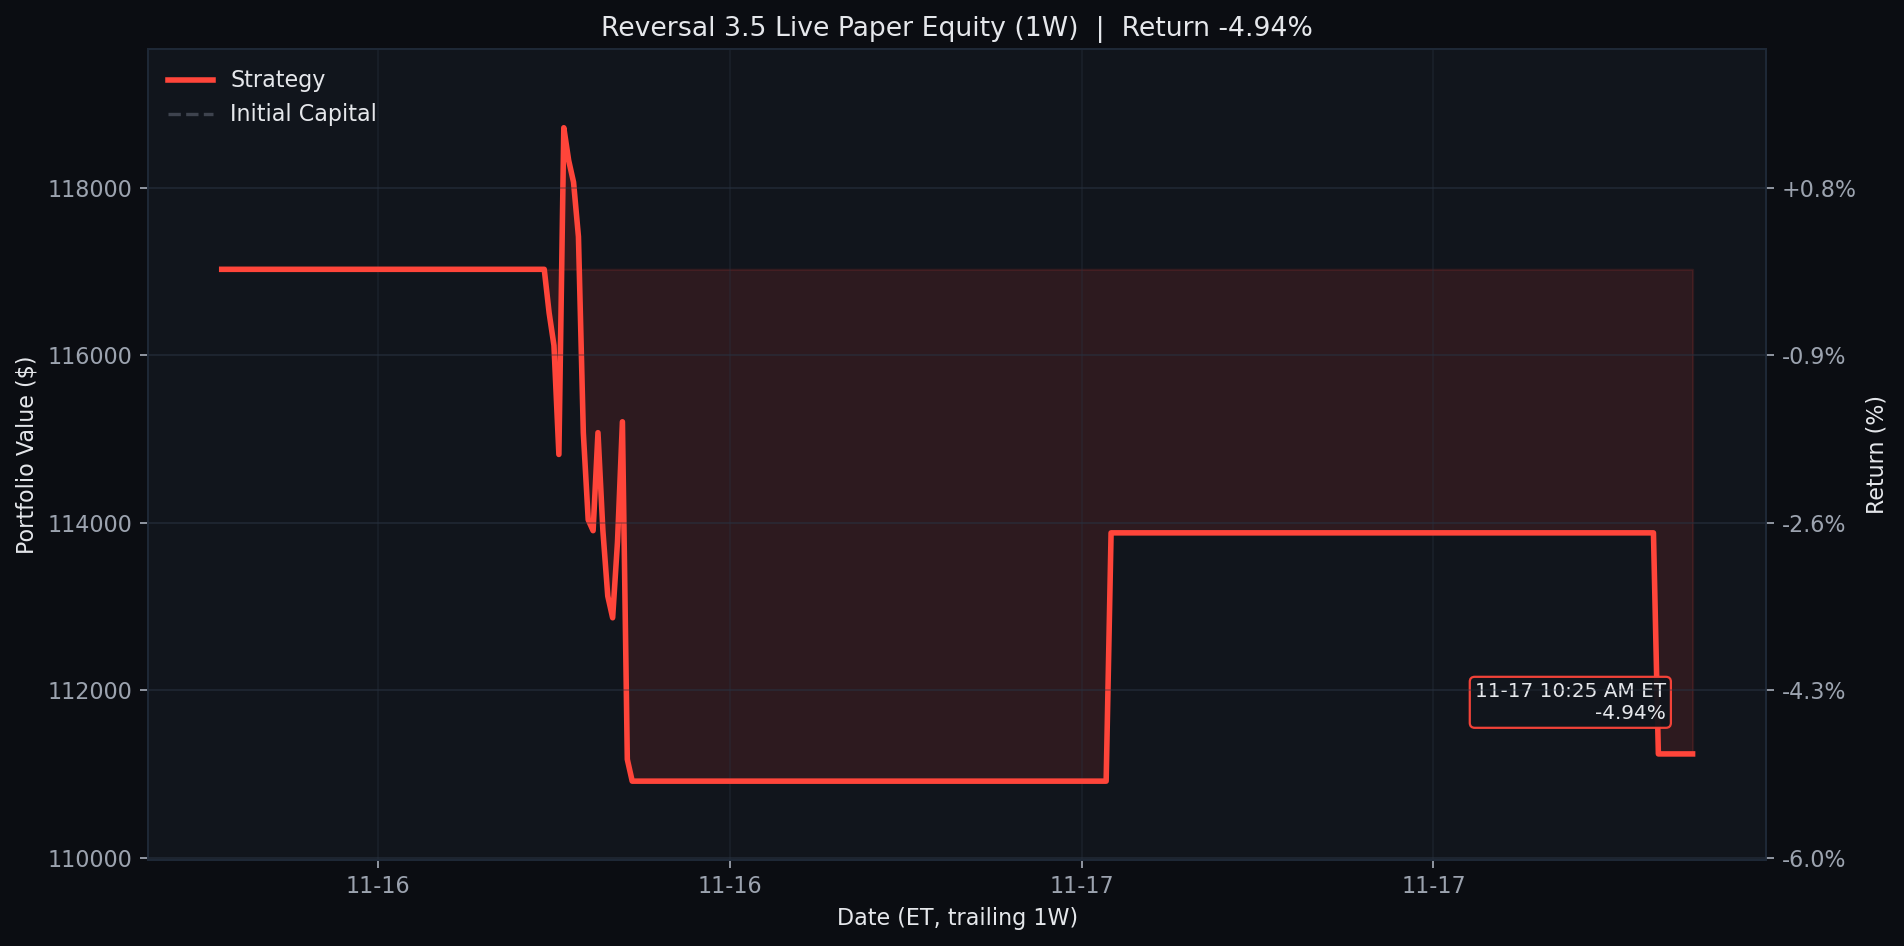 Reversal 3.5 Live Paper Equity (1W)  |  Return -4.94%
Strategy
Initial Capital
118000
116000
114000
112000
110000
Portfolio Value ($)
+0.8%
-0.9%
-2.6%
-4.3%
-6.0%
Return (%)
11-17 10:25 AM ET
-4.94%
11-16
11-16
11-17
11-17
Date (ET, trailing 1W)